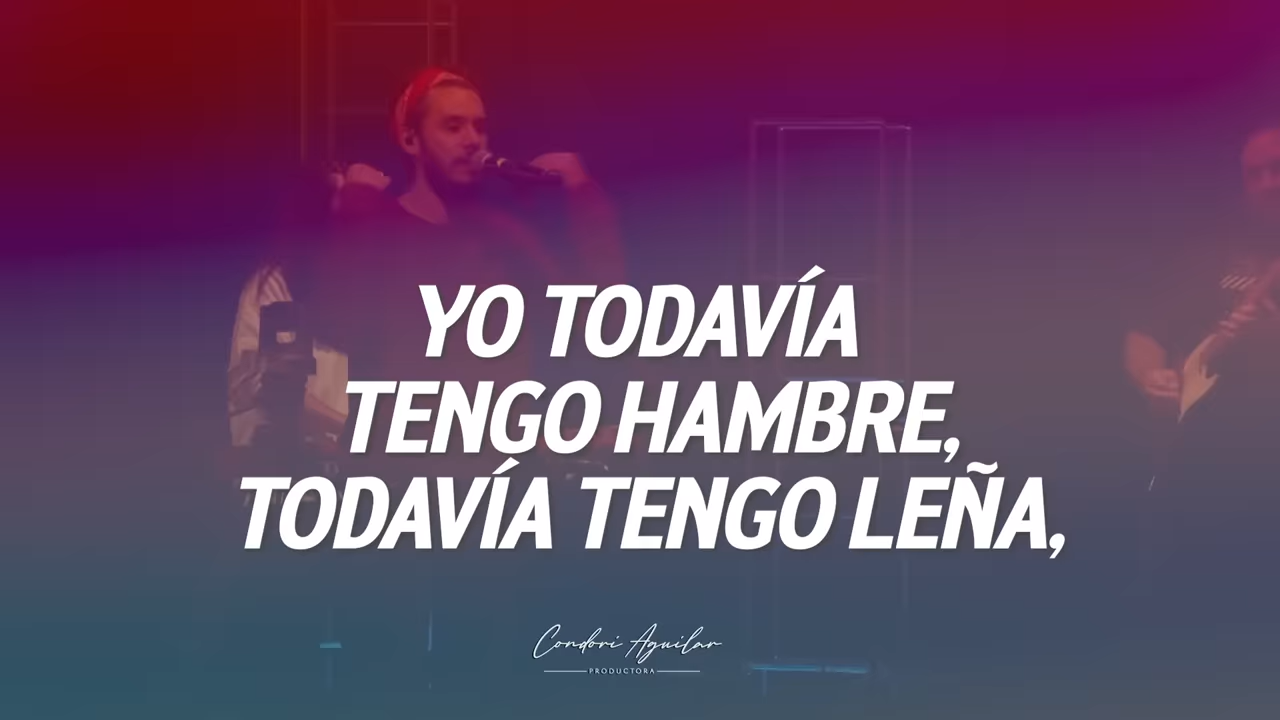 YO TODAVÍA
TENGO HAMBRE,
TODAVÍA TENGO LEÑA,
Condori Aguilar
PRODUCTORA